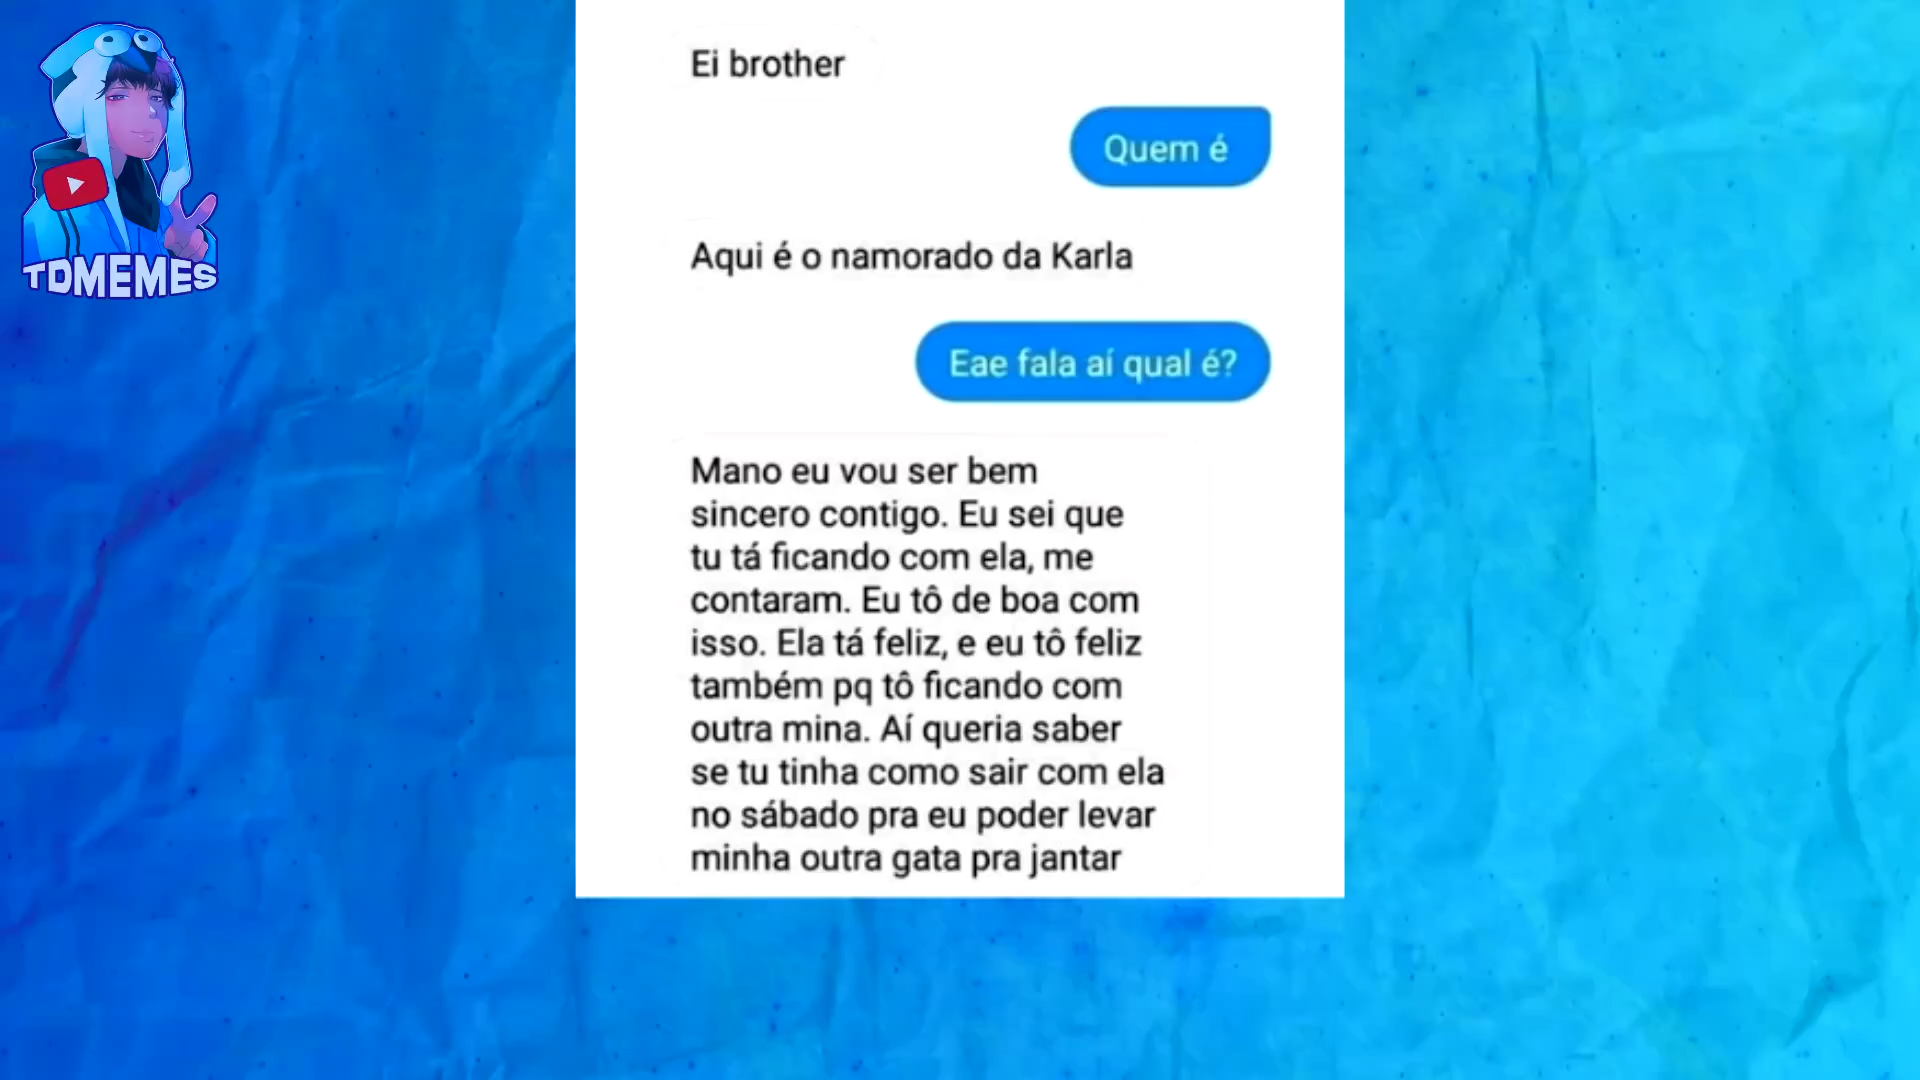 TDMEMES
Ei brother
Quem é
Aqui é o namorado da Karla
Eae fala aí qual é?
Mano eu vou ser bem
sincero contigo. Eu sei que
tu tá ficando com ela, me
contaram. Eu tô de boa com
isso. Ela tá feliz, e eu tô feliz
também pq tô ficando com
outra mina. Aí queria saber
se tu tinha como sair com ela
no sábado pra eu poder levar
minha outra gata pra jantar